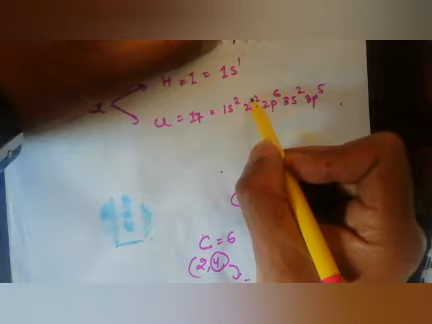 H = 1 = 1s¹
Cl = 17 = 1s² 2s² 2p⁶ 3s² 3p⁵
C = 6
(2,4)